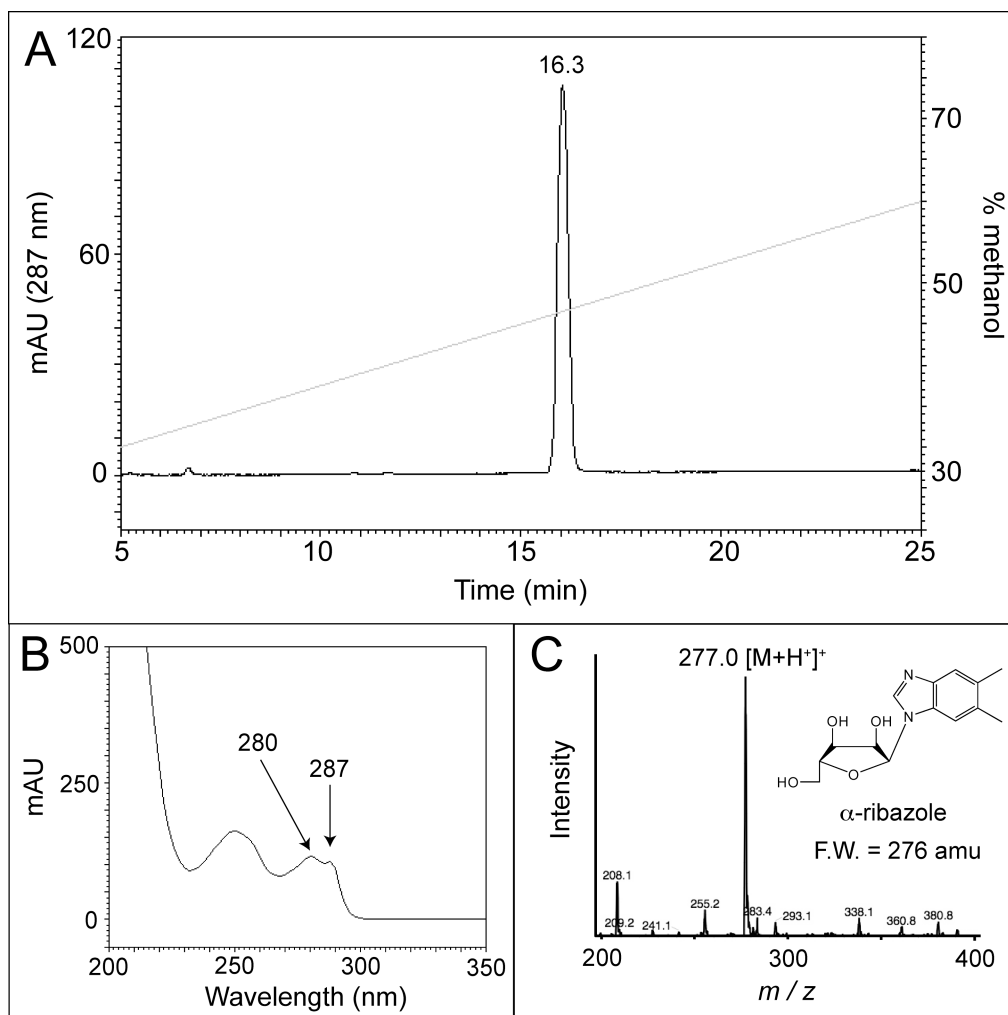 A
120
60
0
mAU (287 nm)
16.3
70
50
30
% methanol
5 10 15 20 25
Time (min)
B
500
250
0
mAU
280
287
200 250 300 350
Wavelength (nm)
C
277.0 [M+H⁺]⁺
Intensity
208.1
209.2
241.1
255.2
283.4
293.1
338.1
360.8
380.8
200 300 400
m / z
N
N
OH OH
HO
O
α-ribazole
F.W. = 276 amu